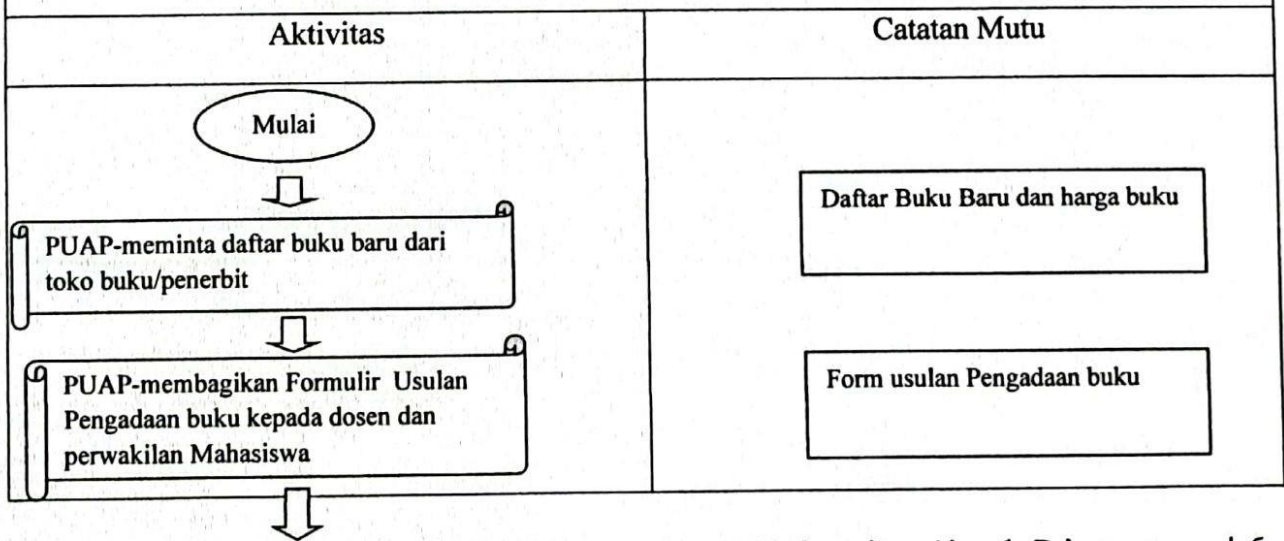 Aktivitas
Catatan Mutu
Mulai
Daftar Buku Baru dan harga buku
PUAP-meminta daftar buku baru dari
toko buku/penerbit
PUAP-membagikan Formulir Usulan
Pengadaan buku kepada dosen dan
perwakilan Mahasiswa
Form usulan Pengadaan buku